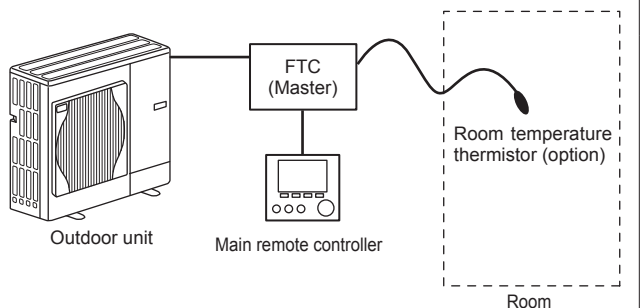 FTC
(Master)
Room temperature
thermistor (option)
Outdoor unit
Main remote controller
Room